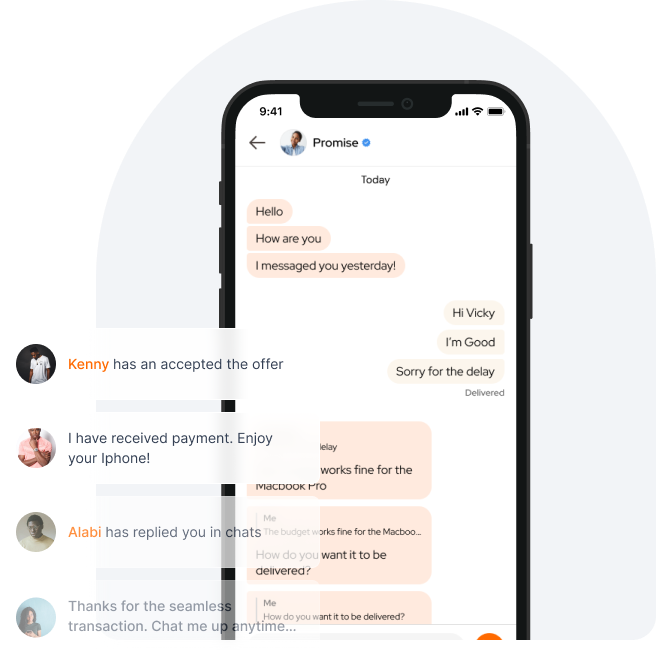 9:41
Promise
Today
Hello
How are you
I messaged you yesterday!
Hi Vicky
I'm Good
Sorry for the delay
Delivered
Kenny has an accepted the offer
I have received payment. Enjoy
your Iphone!
delay
works fine for the
Macbook Pro
Alabi has replied you in chats
Me
The budget works fine for the Macboo...
How do you want it to be
delivered?
Thanks for the seamless
transaction. Chat me up anytime...
Me
How do you want it to be delivered?